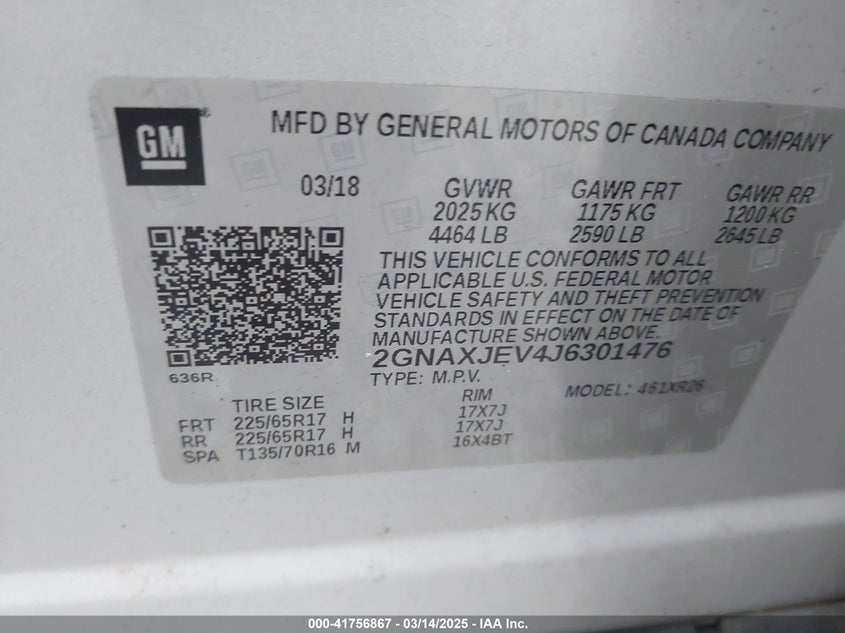 GM
MFD BY GENERAL MOTORS OF CANADA COMPANY
03/18 GVWR GAWR FRT GAWR RR
2025 KG 1175 KG 1200 KG
4464 LB 2590 LB 2645 LB
THIS VEHICLE CONFORMS TO ALL
APPLICABLE U.S. FEDERAL MOTOR
VEHICLE SAFETY AND THEFT PREVENTION
STANDARDS IN EFFECT ON THE DATE OF
MANUFACTURE SHOWN ABOVE.
2GNAXJEV4J6301476
636R TYPE: M.P.V. MODEL: 461XR26
TIRE SIZE RIM
FRT 225/65R17 H 17X7J
RR 225/65R17 H 17X7J
SPA T135/70R16 M 16X4BT
000-41756867 - 03/14/2025 - IAA Inc.